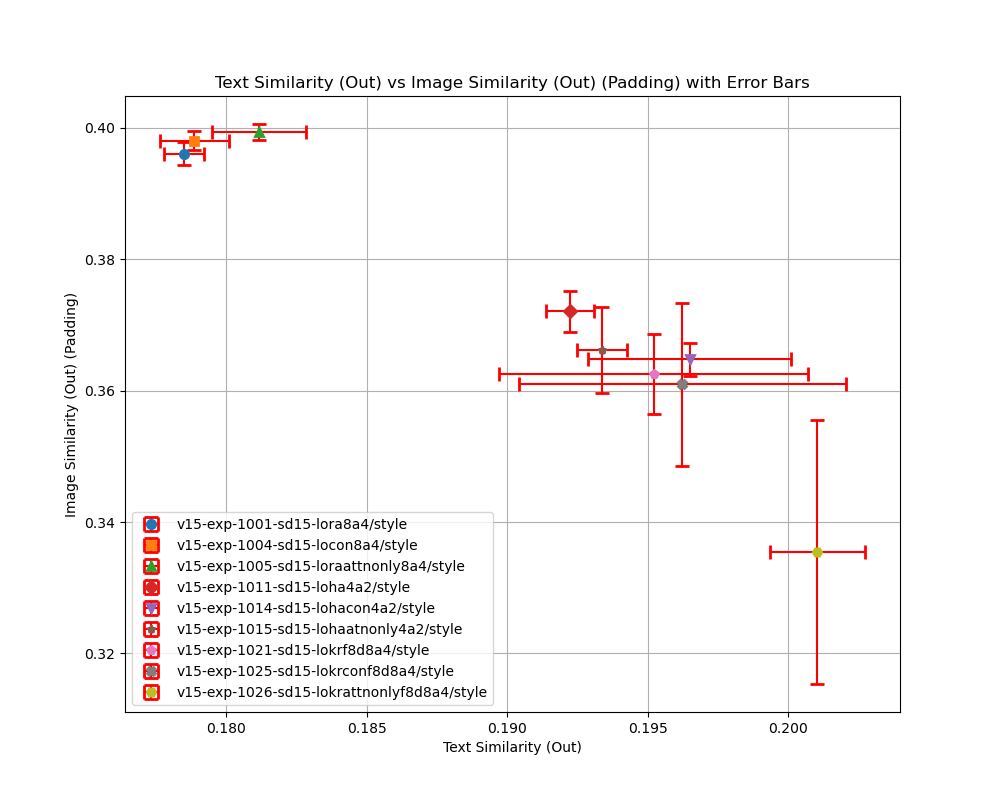 Text Similarity (Out) vs Image Similarity (Out) (Padding) with Error Bars
Image Similarity (Out) (Padding)
0.40
0.38
0.36
0.34
0.32
v15-exp-1001-sd15-lora8a4/style
v15-exp-1004-sd15-locon8a4/style
v15-exp-1005-sd15-loraattnonly8a4/style
v15-exp-1011-sd15-loha4a2/style
v15-exp-1014-sd15-lohacon4a2/style
v15-exp-1015-sd15-lohaatnonly4a2/style
v15-exp-1021-sd15-lokrf8d8a4/style
v15-exp-1025-sd15-lokrconf8d8a4/style
v15-exp-1026-sd15-lokrattnonlyf8d8a4/style
0.180 0.185 0.190 0.195 0.200
Text Similarity (Out)